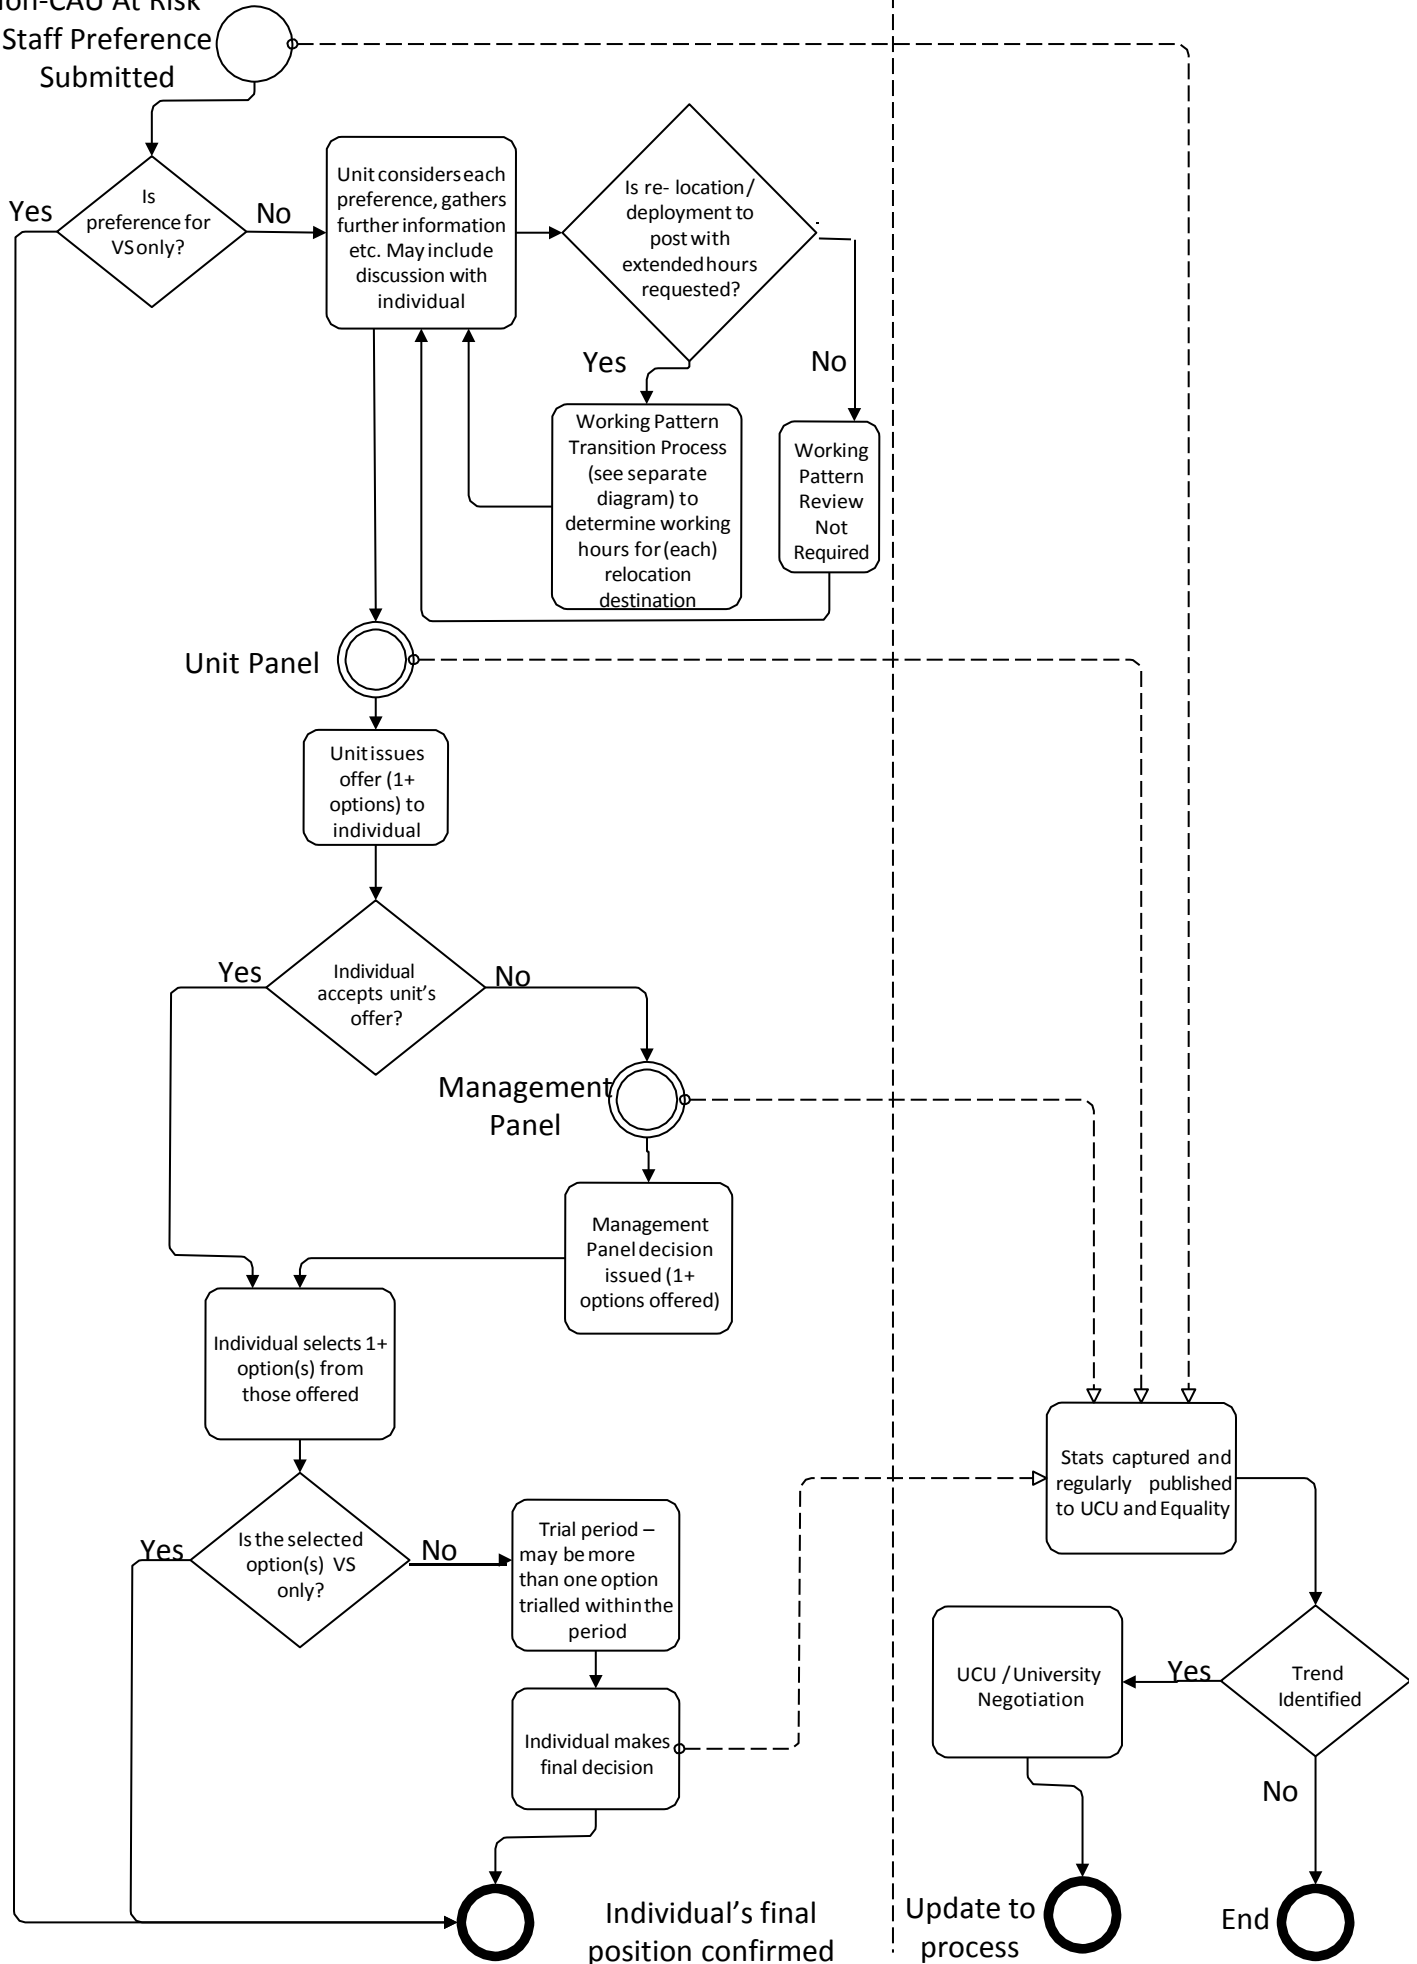 At Risk
Staff Preference
Submitted
Is
preference for
VS only?
Yes
No
Unit considers each
preference, gathers
further information
etc. May include
discussion with
individual
Is re- location /
deployment to
post with
extended hours
requested?
Yes
No
Working Pattern
Transition Process
(see separate
diagram) to
determine working
hours for (each)
relocation
destination
Working
Pattern
Review
Not
Required
Unit Panel
Unit issues
offer (1+
options) to
individual
Individual
accepts unit's
offer?
Yes
No
Management
Panel
Management
Panel decision
issued (1+
options offered)
Individual selects 1+
option(s) from
those offered
Is the selected
option(s) VS
only?
Yes
No
Trial period –
may be more
than one option
trialled within the
period
Individual makes
final decision
Individual's final
position confirmed
Stats captured and
regularly published
to UCU and Equality
Trend
Identified
Yes
No
UCU / University
Negotiation
Update to
process
End